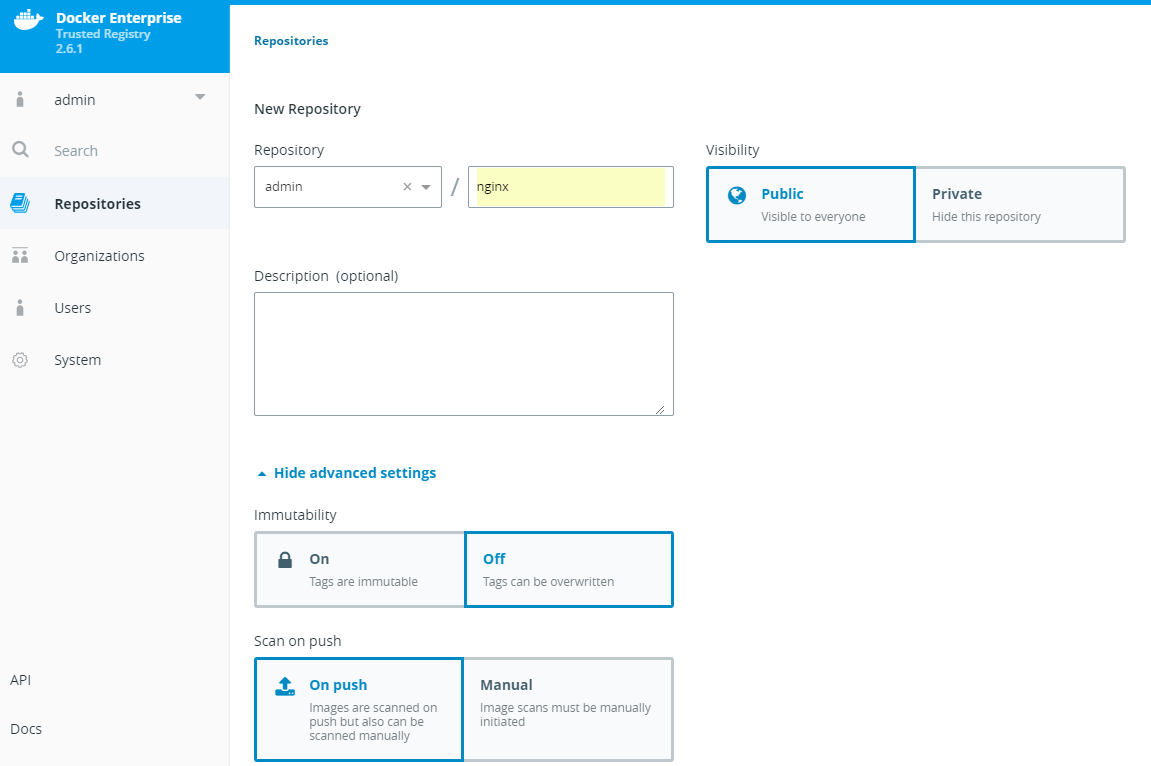 Docker Enterprise
Trusted Registry
2.6.1
admin
Search
Repositories
Organizations
Users
System
API
Docs
Repositories
New Repository
Repository
admin × / nginx
Visibility
Public
Visible to everyone
Private
Hide this repository
Description (optional)
Hide advanced settings
Immutability
On
Tags are immutable
Off
Tags can be overwritten
Scan on push
On push
Images are scanned on
push but also can be
scanned manually
Manual
Image scans must be manually
initiated